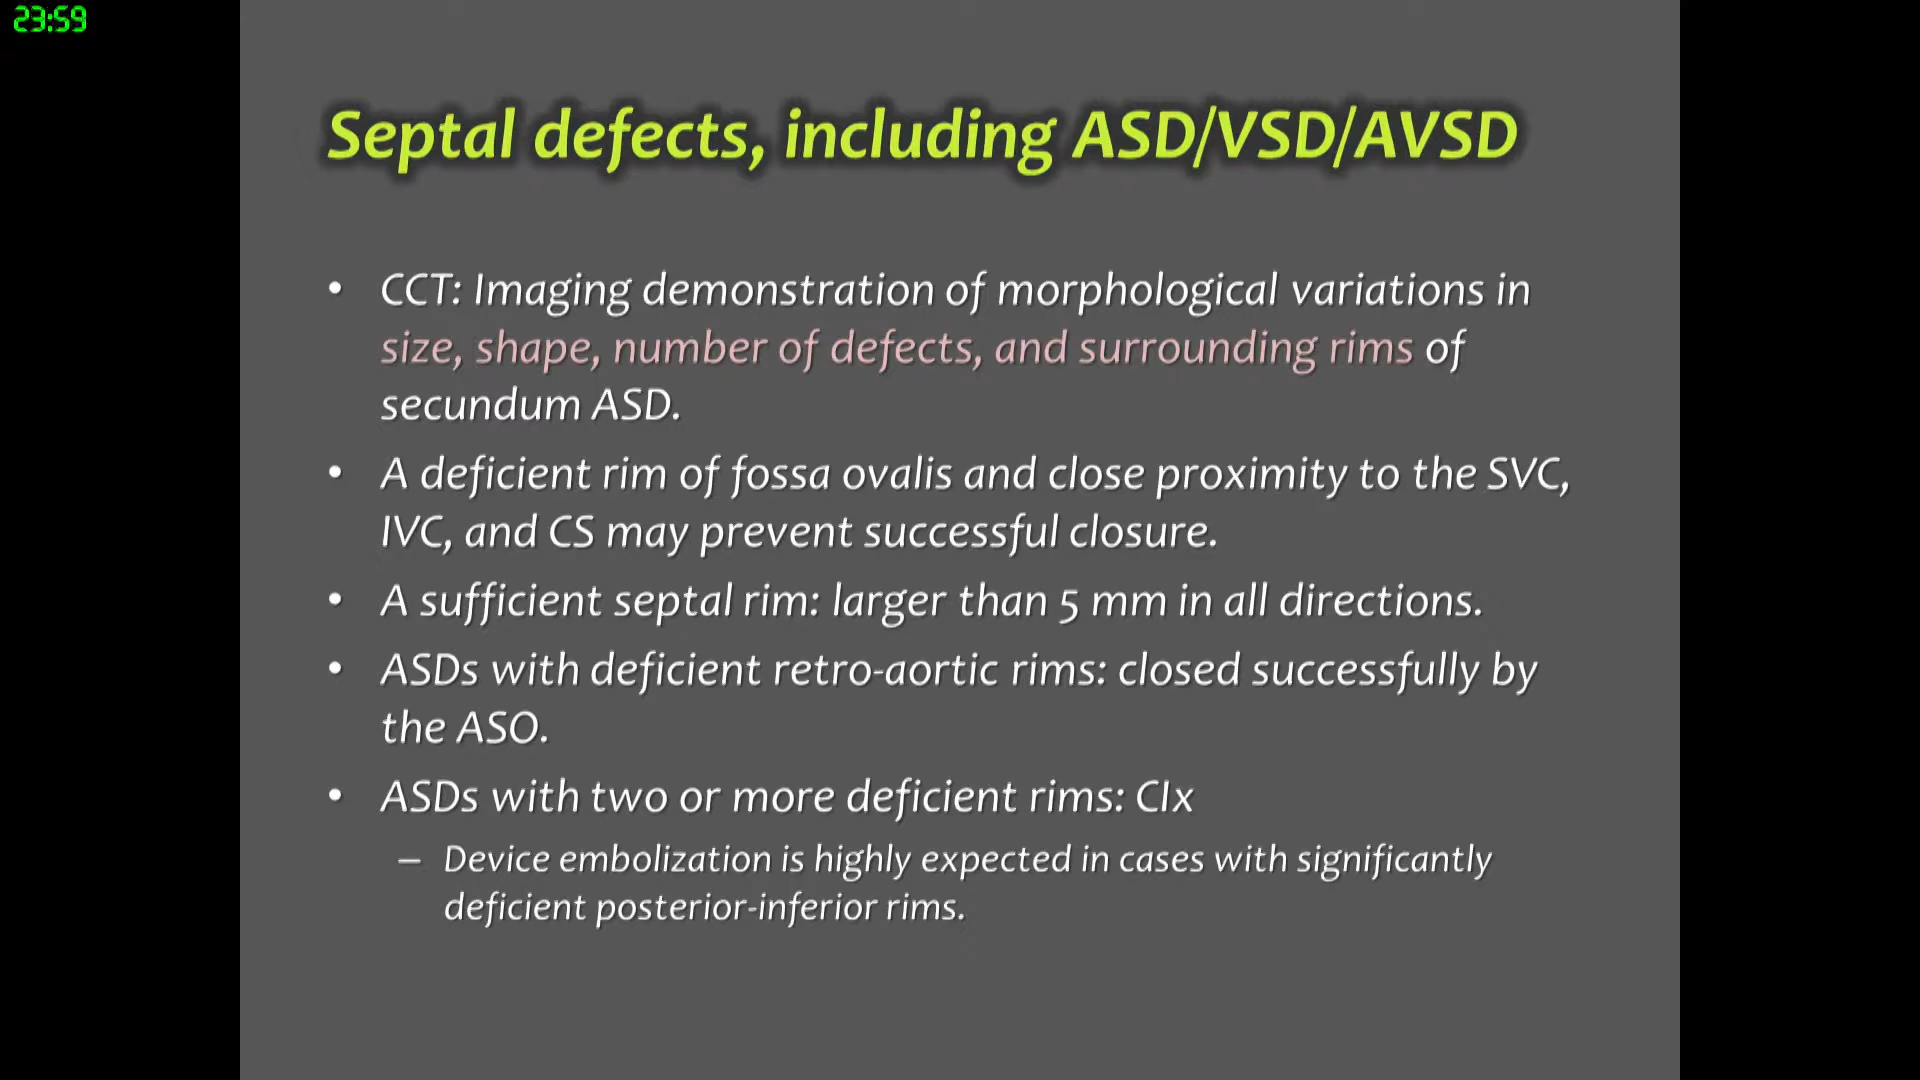 23:59
Septal defects, including ASD/VSD/AVSD
• CCT: Imaging demonstration of morphological variations in
size, shape, number of defects, and surrounding rims of
secundum ASD.
• A deficient rim of fossa ovalis and close proximity to the SVC,
IVC, and CS may prevent successful closure.
• A sufficient septal rim: larger than 5 mm in all directions.
• ASDs with deficient retro-aortic rims: closed successfully by
the ASO.
• ASDs with two or more deficient rims: CIx
– Device embolization is highly expected in cases with significantly
deficient posterior-inferior rims.